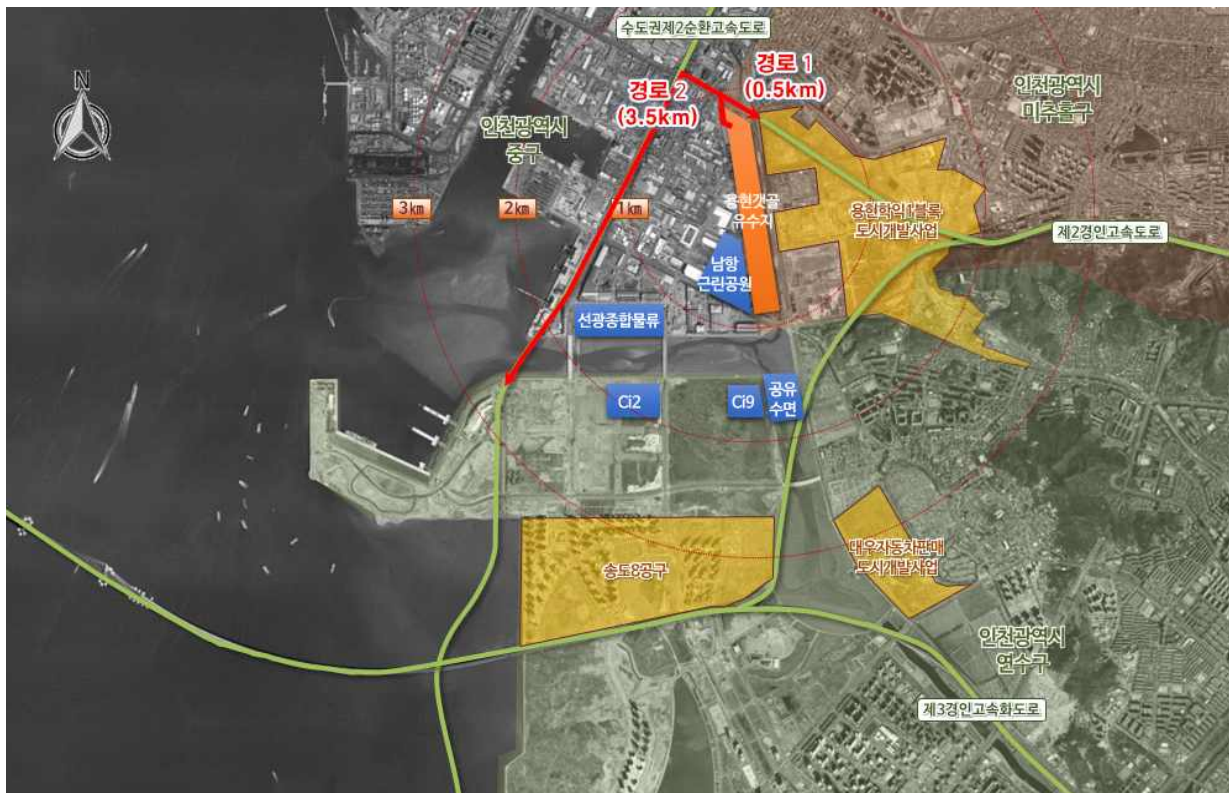 수도권제2순환고속도로
N
경로 1
(0.5km)
경로 2
(3.5km)
인천광역시
미추홀구
인천광역시
중구
3km
2km
1km
용현갯골
유수지
용현학익1블록
도시개발사업
제2경인고속도로
남항
근린공원
선광종합물류
Ci2
Ci9
공유
수면
송도8공구
대우자동차판매
도시개발사업
인천광역시
연수구
제3경인고속화도로